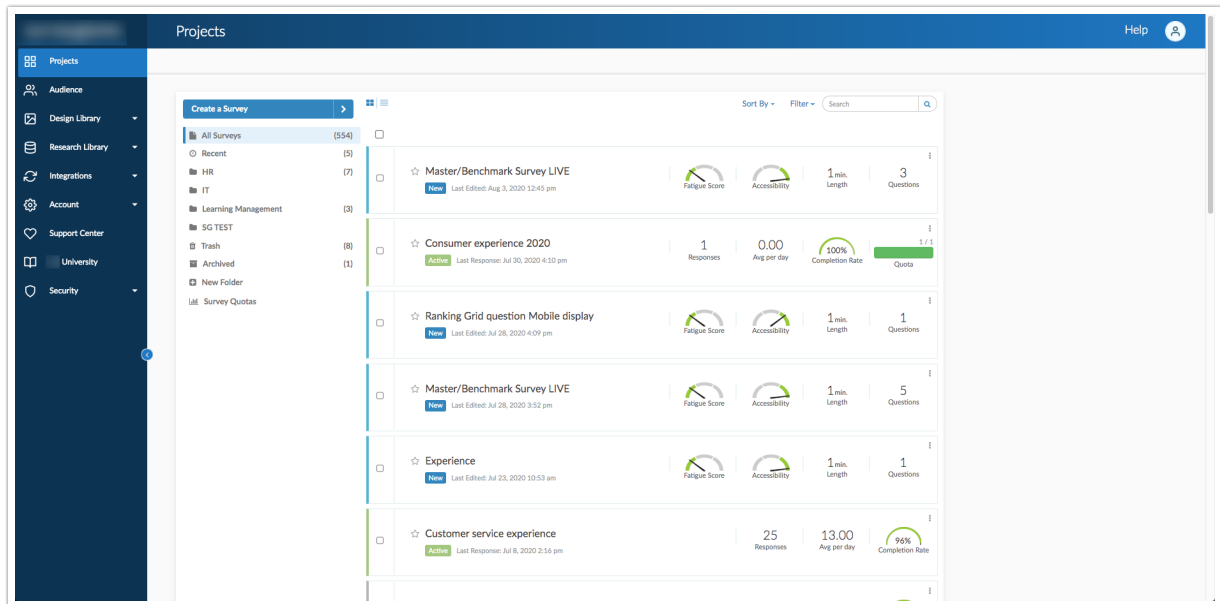 Projects
Help
Projects
Audience
Design Library
Research Library
Integrations
Account
Support Center
University
Security
Create a Survey
All Surveys (554)
Recent (5)
HR (7)
IT
Learning Management (3)
SG TEST
Trash (8)
Archived (1)
New Folder
Survey Quotas
Sort By
Filter
Search
Master/Benchmark Survey LIVE
New Last Edited: Aug 3, 2020 12:45 pm
Fatigue Score
Accessibility
1 min.
Length
3
Questions
Consumer experience 2020
Active Last Response: Jul 30, 2020 4:10 pm
1
Responses
0.00
Avg per day
100%
Completion Rate
1 / 1
Quota
Ranking Grid question Mobile display
New Last Edited: Jul 28, 2020 4:09 pm
Fatigue Score
Accessibility
1 min.
Length
1
Questions
Master/Benchmark Survey LIVE
New Last Edited: Jul 28, 2020 3:52 pm
Fatigue Score
Accessibility
1 min.
Length
5
Questions
Experience
New Last Edited: Jul 23, 2020 10:53 am
Fatigue Score
Accessibility
1 min.
Length
1
Questions
Customer service experience
Active Last Response: Jul 8, 2020 2:16 pm
25
Responses
13.00
Avg per day
96%
Completion Rate